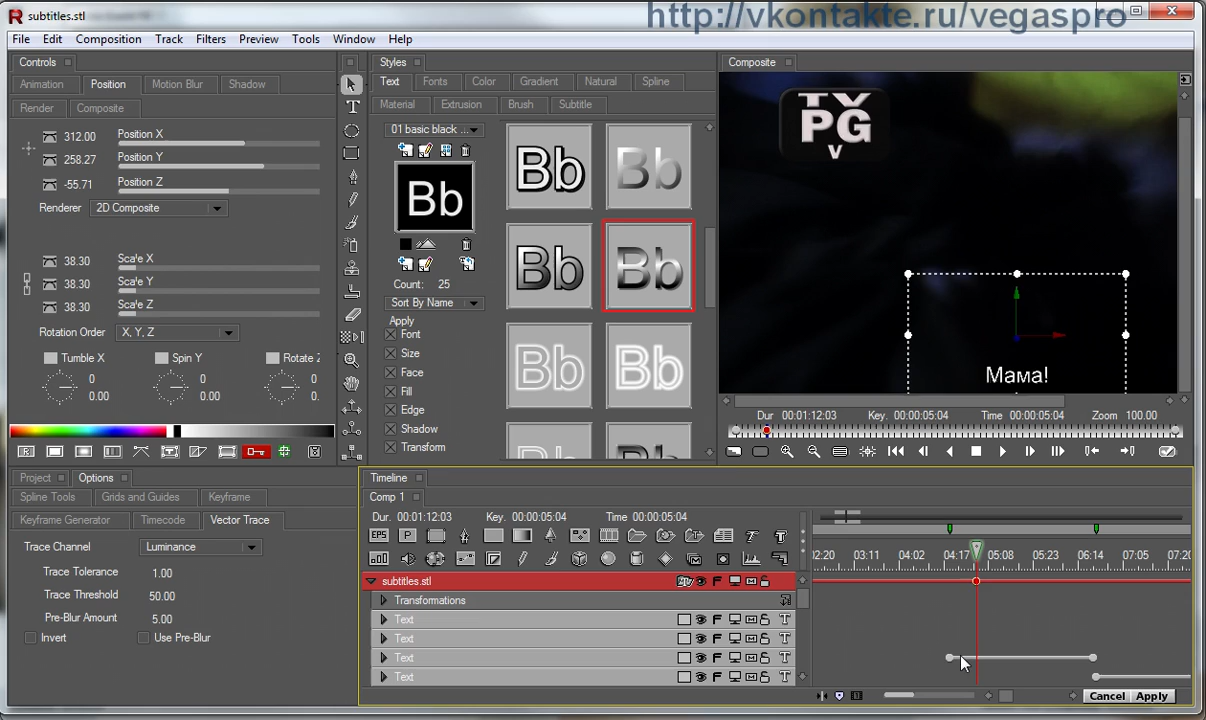 subtitles.stl
http://vkontakte.ru/vegaspro
File Edit Composition Track Filters Preview Tools Window Help
Controls
Animation Position Motion Blur Shadow
Render Composite
312.00 Position X
258.27 Position Y
-55.71 Position Z
Renderer 2D Composite
38.30 Scale X
38.30 Scale Y
38.30 Scale Z
Rotation Order X, Y, Z
Tumble X Spin Y Rotate Z
0 0 0
0.00 0.00 0.
Styles
Text Fonts Color Gradient Natural Spline
Material Extrusion Brush Subtitle
01 basic black ...
Bb
Count: 25
Sort By Name
Apply
Font
Size
Face
Fill
Edge
Shadow
Transform
Bb Bb
Bb Bb
Bb Bb
Bb Bb
Composite
TV
PG
V
Мама!
Dur 00:01:12:03 Key. 00:00:05:04 Time 00:00:05:04 Zoom 100.00
Project Options
Spline Tools Grids and Guides Keyframe
Keyframe Generator Timecode Vector Trace
Trace Channel Luminance
Trace Tolerance 1.00
Trace Threshold 50.00
Pre-Blur Amount 5.00
Invert Use Pre-Blur
Timeline
Comp 1
Dur. 00:01:12:03 Key. 00:00:05:04 Time 00:00:05:04
EPS P
02:20 03:11 04:02 04:17 05:08 05:23 06:14 07:05 07:20
subtitles.stl
Transformations
Text
Text
Text
Text
Cancel Apply